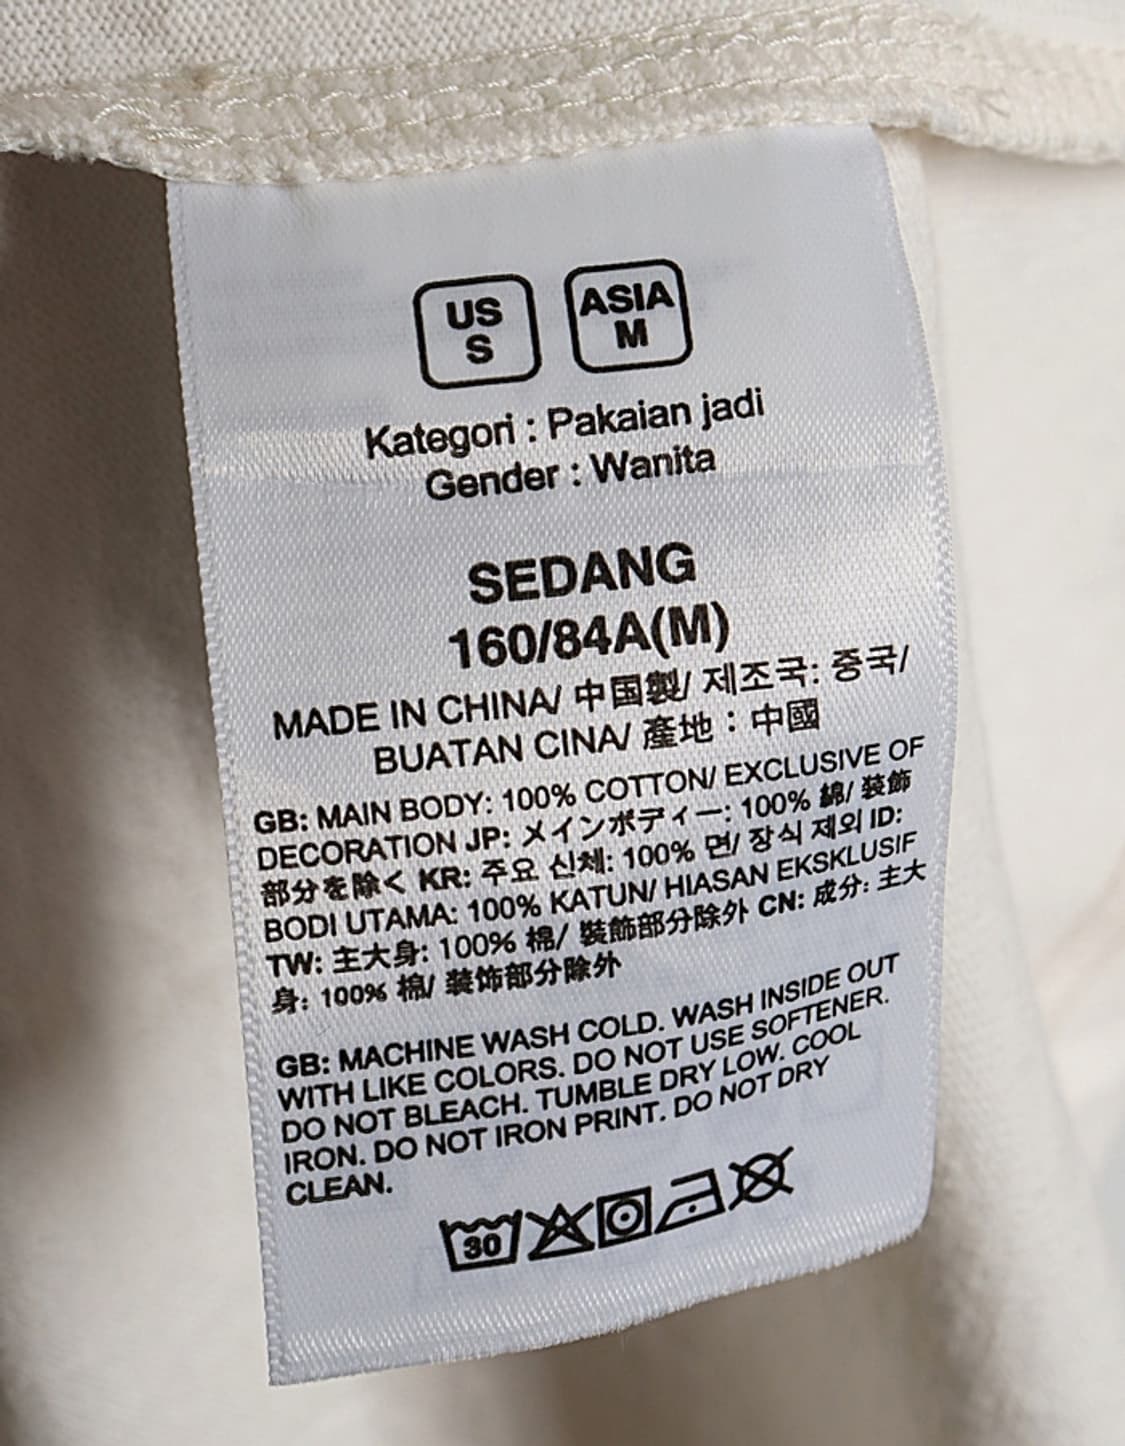 US
S
ASIA
M
Kategori : Pakaian jadi
Gender : Wanita
SEDANG
160/84A(M)
MADE IN CHINA/ 中国製/ 제조국: 중국/
BUATAN CINA/ 產地：中國
GB: MAIN BODY: 100% COTTON/ EXCLUSIVE OF
DECORATION JP: メインボディー: 100% 綿/ 装飾
部分を除く KR: 주요 신체: 100% 면/ 장식 제외 ID:
BODI UTAMA: 100% KATUN/ HIASAN EKSKLUSIF
TW: 主大身: 100% 棉/ 裝飾部分除外 CN: 成分: 主大
身: 100% 棉/ 装饰部分除外
GB: MACHINE WASH COLD. WASH INSIDE OUT
WITH LIKE COLORS. DO NOT USE SOFTENER.
DO NOT BLEACH. TUMBLE DRY LOW. COOL
IRON. DO NOT IRON PRINT. DO NOT DRY
CLEAN.
30